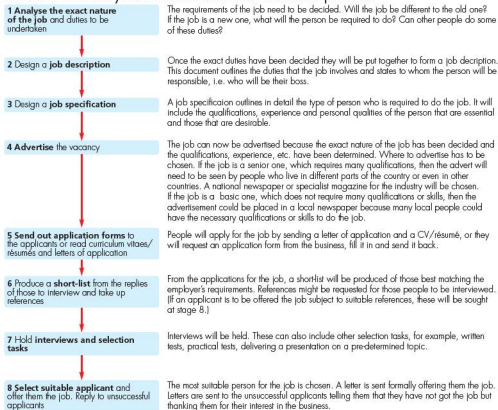 1 Analyse the exact nature
of the job and duties to be
undertaken
The requirements of the job need to be decided. Will the job be different to the old one?
If the job is a new one, what will the person be required to do? Can other people do some
of these duties?
2 Design a job description
Once the exact duties have been decided they will be put together to form a job decription.
This document outlines the duties that the job involves and states to whom the person will be
responsible, i.e. who will be their boss.
3 Design a job specification
A job specificaion outlines in detail the type of person who is required to do the job. It will
include the qualifications, experience and personal qualities of the person that are essential
and those that are desirable.
4 Advertise the vacancy
The job can now be advertised because the exact nature of the job has been decided and
the qualifications, experience, etc. have been determined. Where to advertise has to be
chosen. If the job is a senior one, which requires many qualifications, then the advert will
need to be seen by people who live in different parts of the country or even in other
countries. A national newspaper or specialist magazine for the industry will be chosen.
If the job is a basic one, which does not require many qualifications or skills, then the
advertisement could be placed in a local newspaper because many local people could
have the necessary qualifications or skills to do the job.
5 Send out application forms to
the applicants or read curriculum vitaes/
résumés and letters of application
People will apply for the job by sending a letter of application and a CV/résumé, or they
will request an application form from the business, fill it in and send it back.
6 Produce a short-list from the replies
of those to interview and take up
references
From the applications for the job, a short-list will be produced of those best matching the
employer's requirements. References might be requested for those people to be interviewed.
(If an applicant is to be offered the job subject to suitable references, these will be sought
at stage 8.)
7 Hold interviews and selection
tasks
Interviews will be held. These can also include other selection tasks, for example, written
tests, practical tests, delivering a presentation on a pre-determined topic.
8 Select suitable applicant and
offer them the job. Reply to unsuccessful
applicants
The most suitable person for the job is chosen. A letter is sent formally offering them the job.
Letters are sent to the unsuccessful applicants telling them that they have not got the job but
thanking them for their interest in the business.